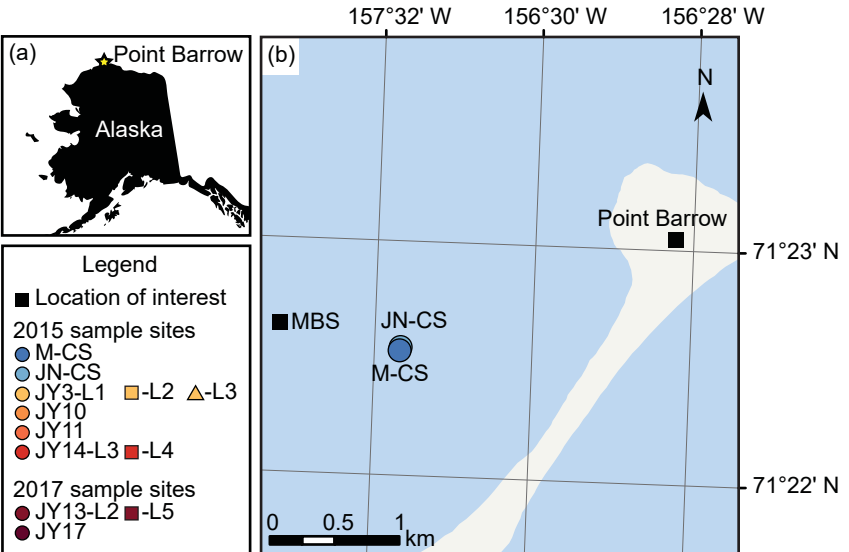 157°32' W 156°30' W 156°28' W
(a)
Point Barrow
Alaska
(b)
N
Point Barrow
71°23' N
MBS
JN-CS
M-CS
71°22' N
0 0.5 1
km
Legend
Location of interest
2015 sample sites
M-CS
JN-CS
JY3-L1 -L2 -L3
JY10
JY11
JY14-L3 -L4
2017 sample sites
JY13-L2 -L5
JY17